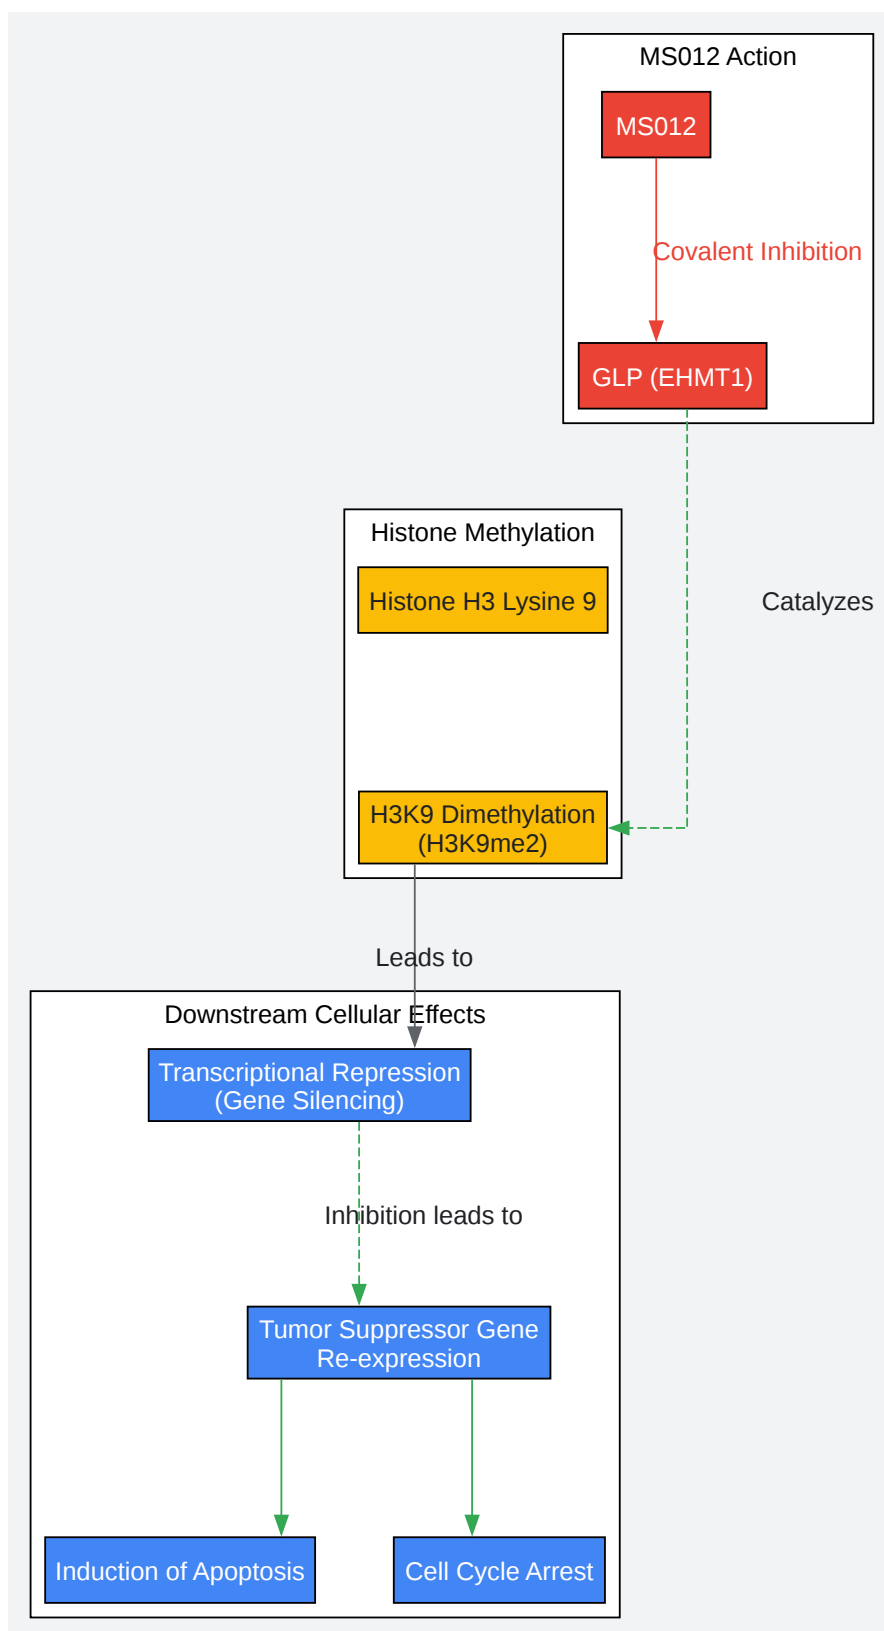 MS012 Action
MS012
Covalent Inhibition
GLP (EHMT1)
Histone Methylation
Histone H3 Lysine 9
Catalyzes
H3K9 Dimethylation
(H3K9me2)
Leads to
Downstream Cellular Effects
Transcriptional Repression
(Gene Silencing)
Inhibition leads to
Tumor Suppressor Gene
Re-expression
Induction of Apoptosis
Cell Cycle Arrest